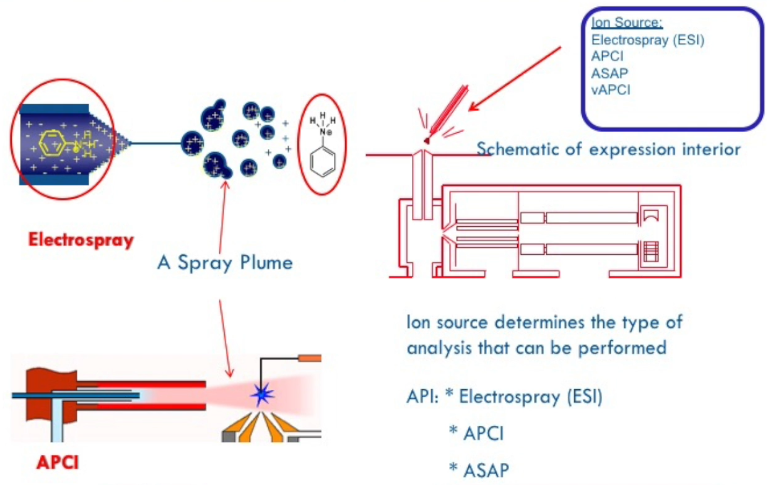 Ion Source:
Electrospray (ESI)
APCI
ASAP
vAPCI
Schematic of expression interior
H
H H
N
Electrospray
A Spray Plume
Ion source determines the type of
analysis that can be performed
API: * Electrospray (ESI)
* APCI
* ASAP
APCI